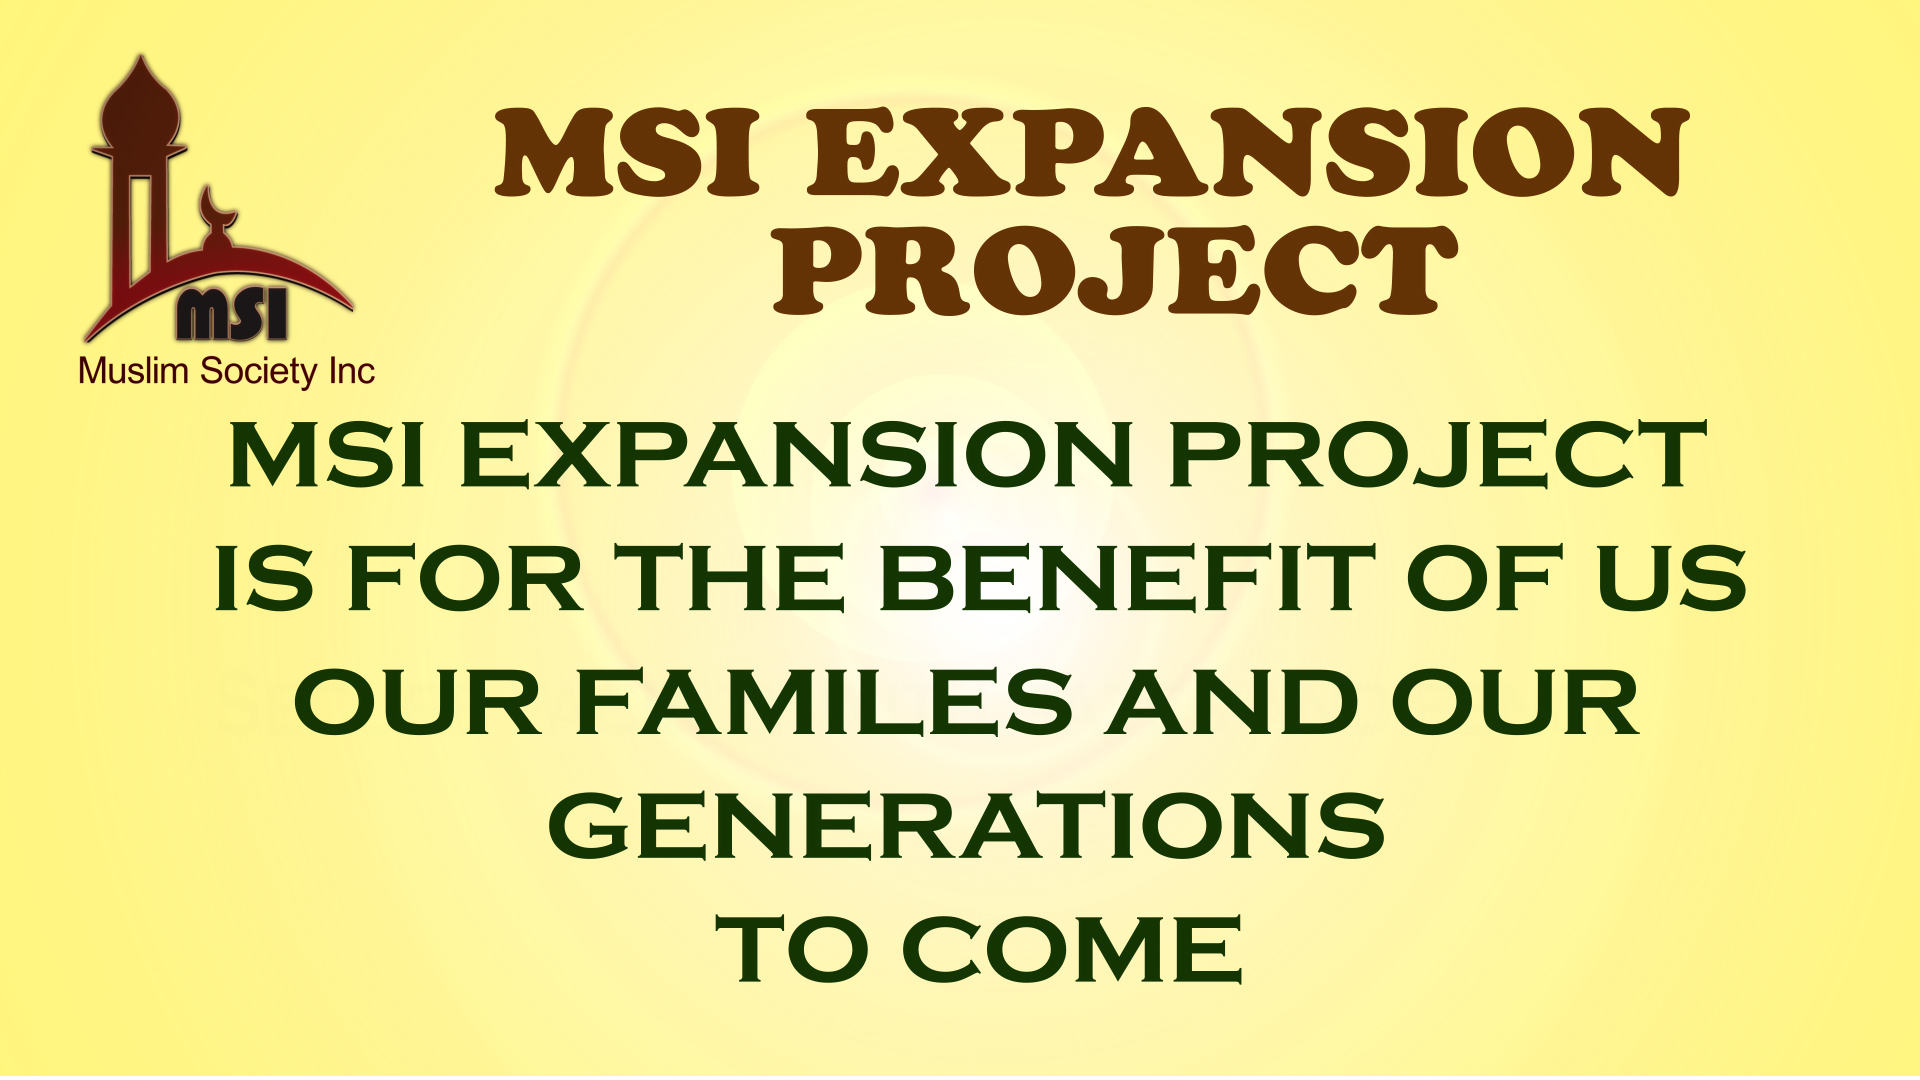 MSI EXPANSION
PROJECT
MSI
Muslim Society Inc
MSI EXPANSION PROJECT
IS FOR THE BENEFIT OF US
OUR FAMILES AND OUR
GENERATIONS
TO COME